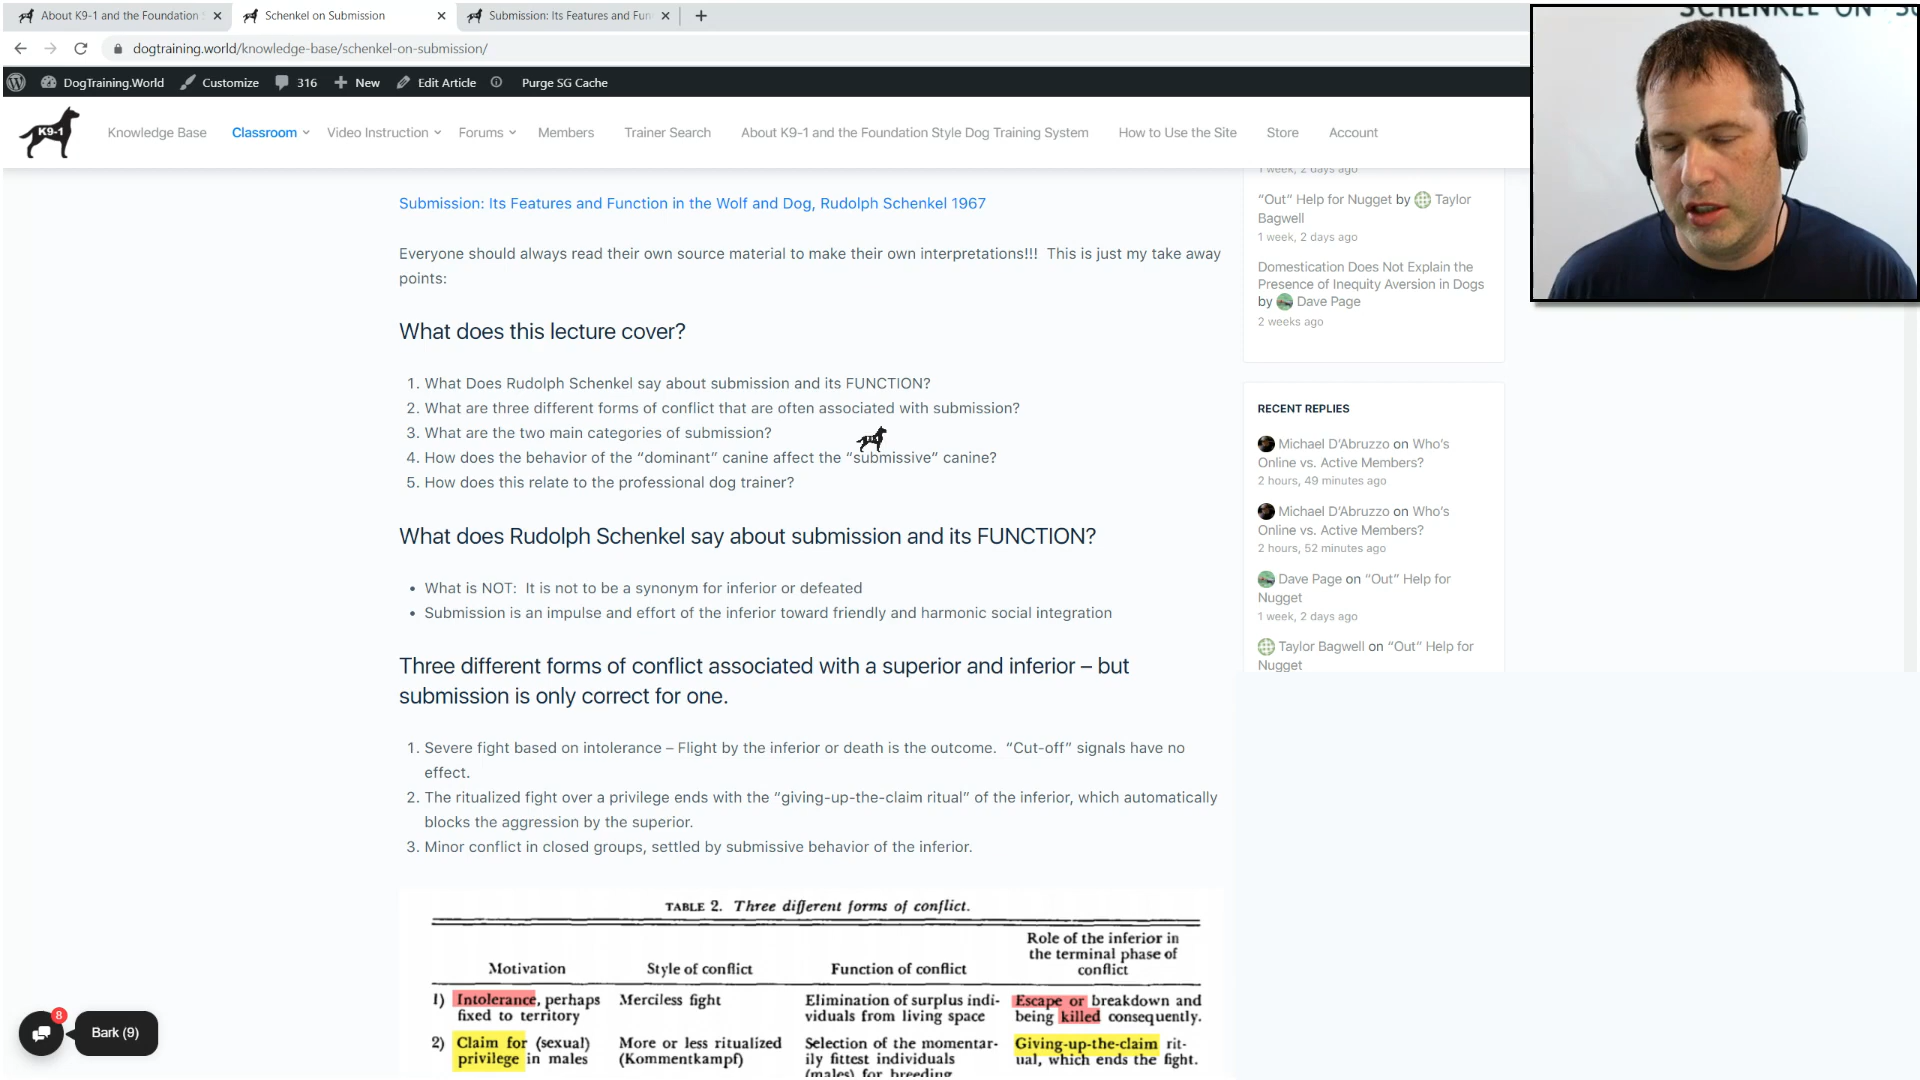 About K9-1 and the Foundation
Schenkel on Submission
Submission: Its Features and Fun
SCHENKEL ON
dogtraining.world/knowledge-base/schenkel-on-submission/
DogTraining.World Customize 316 New Edit Article Purge SG Cache
K9-1
Knowledge Base Classroom Video Instruction Forums Members Trainer Search About K9-1 and the Foundation Style Dog Training System How to Use the Site Store Account
Submission: Its Features and Function in the Wolf and Dog, Rudolph Schenkel 1967
Everyone should always read their own source material to make their own interpretations!!! This is just my take away
points:
What does this lecture cover?
1. What Does Rudolph Schenkel say about submission and its FUNCTION?
2. What are three different forms of conflict that are often associated with submission?
3. What are the two main categories of submission?
4. How does the behavior of the “dominant” canine affect the “submissive” canine?
5. How does this relate to the professional dog trainer?
What does Rudolph Schenkel say about submission and its FUNCTION?
• What is NOT: It is not to be a synonym for inferior or defeated
• Submission is an impulse and effort of the inferior toward friendly and harmonic social integration
Three different forms of conflict associated with a superior and inferior – but
submission is only correct for one.
1. Severe fight based on intolerance – Flight by the inferior or death is the outcome. “Cut-off” signals have no
effect.
2. The ritualized fight over a privilege ends with the “giving-up-the-claim ritual” of the inferior, which automatically
blocks the aggression by the superior.
3. Minor conflict in closed groups, settled by submissive behavior of the inferior.
TABLE 2. Three different forms of conflict.
Motivation Style of conflict Function of conflict Role of the inferior in
the terminal phase of
conflict
1) Intolerance, perhaps Merciless fight Elimination of surplus indi- Escape or breakdown and
fixed to territory viduals from living space being killed consequently.
2) Claim for (sexual) More or less ritualized Selection of the momentar- Giving-up-the-claim rit-
privilege in males (Kommentkampf) ily fittest individuals ual, which ends the fight.
(males) for breeding
1 week, 2 days ago
“Out” Help for Nugget by Taylor
Bagwell
1 week, 2 days ago
Domestication Does Not Explain the
Presence of Inequity Aversion in Dogs
by Dave Page
2 weeks ago
RECENT REPLIES
Michael D’Abruzzo on Who’s
Online vs. Active Members?
2 hours, 49 minutes ago
Michael D’Abruzzo on Who’s
Online vs. Active Members?
2 hours, 52 minutes ago
Dave Page on “Out” Help for
Nugget
1 week, 2 days ago
Taylor Bagwell on “Out” Help for
Nugget
8
Bark (9)